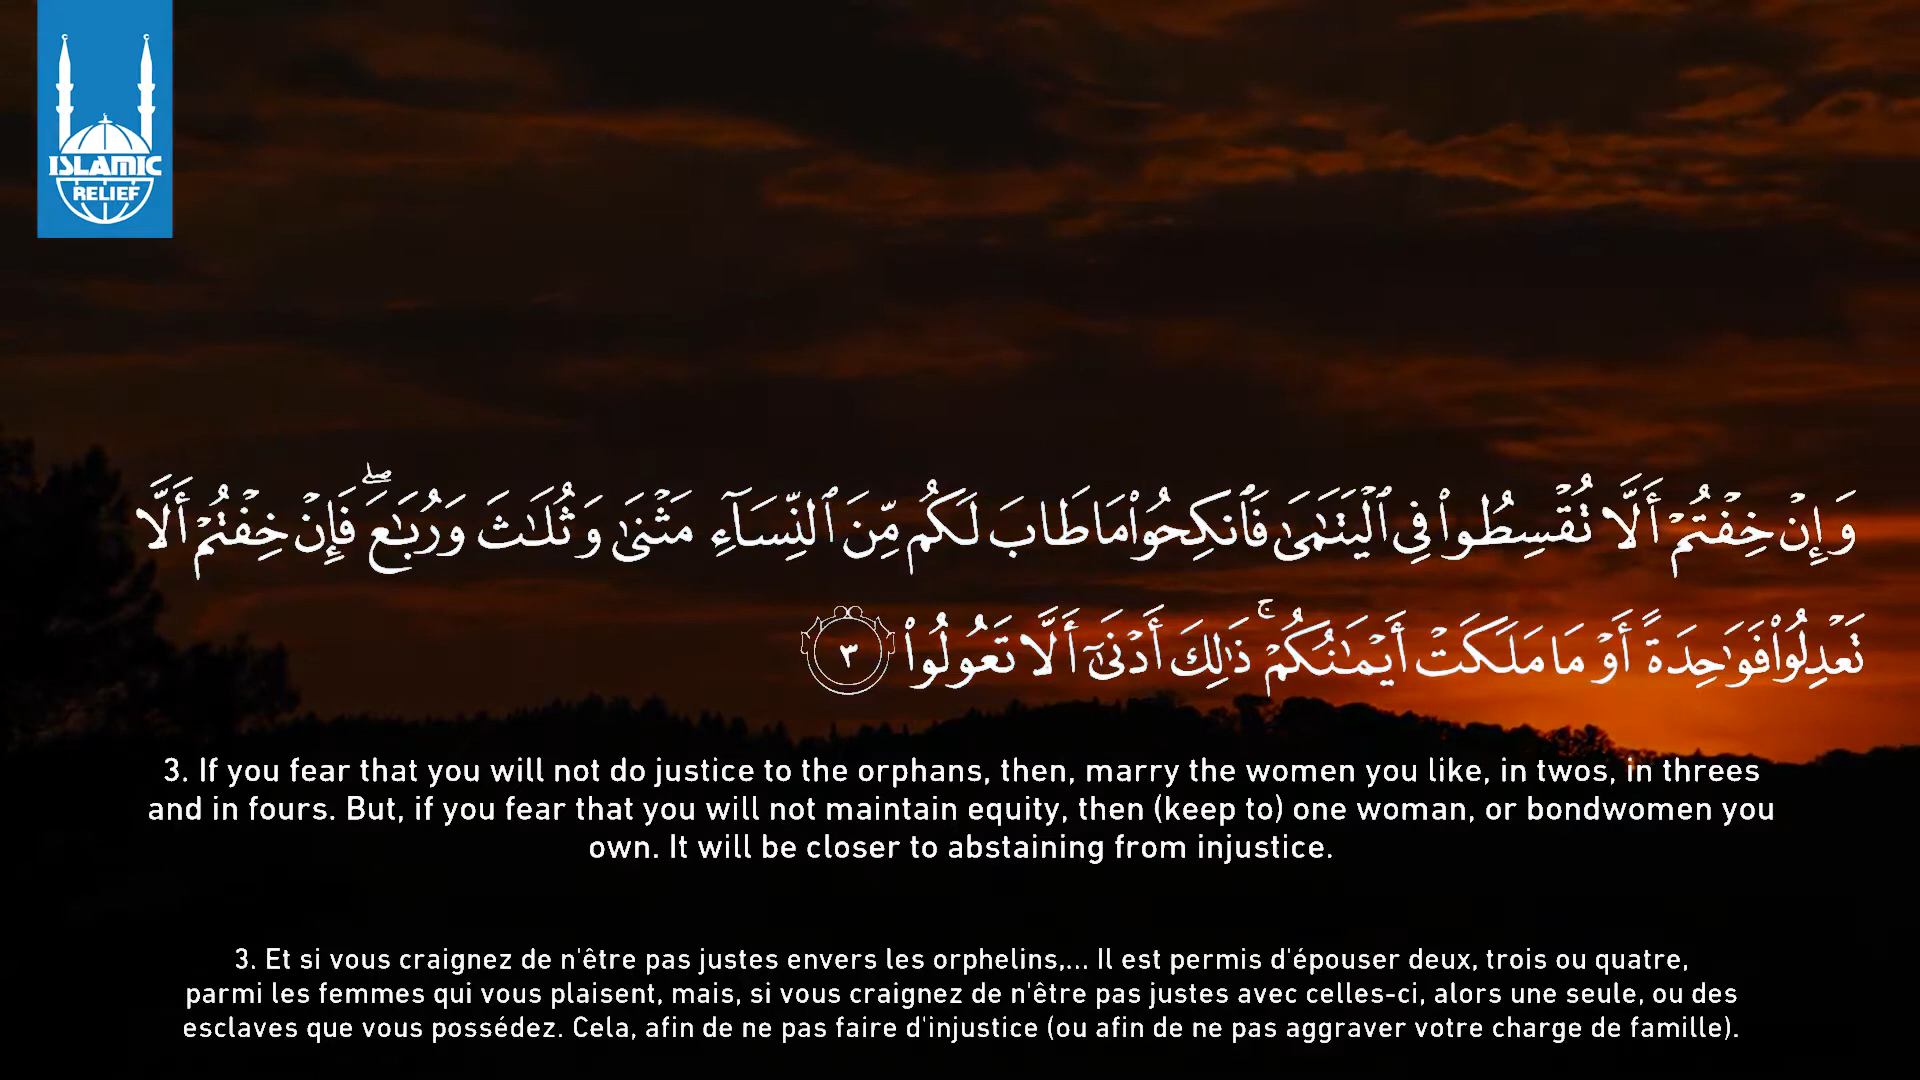 ISLAMIC
RELIEF
وَإِنْ خِفْتُمْ أَلَّا تُقْسِطُوا۟ فِى ٱلْيَتَـٰمَىٰ فَٱنكِحُوا۟ مَا طَابَ لَكُم مِّنَ ٱلنِّسَآءِ مَثْنَىٰ وَثُلَـٰثَ وَرُبَـٰعَ ۖ فَإِنْ خِفْتُمْ أَلَّا
تَعْدِلُوا۟ فَوَٰحِدَةً أَوْ مَا مَلَكَتْ أَيْمَـٰنُكُمْ ۚ ذَٰلِكَ أَدْنَىٰٓ أَلَّا تَعُولُوا۟ ٣
3. If you fear that you will not do justice to the orphans, then, marry the women you like, in twos, in threes
and in fours. But, if you fear that you will not maintain equity, then (keep to) one woman, or bondwomen you
own. It will be closer to abstaining from injustice.
3. Et si vous craignez de n'être pas justes envers les orphelins,... Il est permis d'épouser deux, trois ou quatre,
parmi les femmes qui vous plaisent, mais, si vous craignez de n'être pas justes avec celles-ci, alors une seule, ou des
esclaves que vous possédez. Cela, afin de ne pas faire d'injustice (ou afin de ne pas aggraver votre charge de famille).